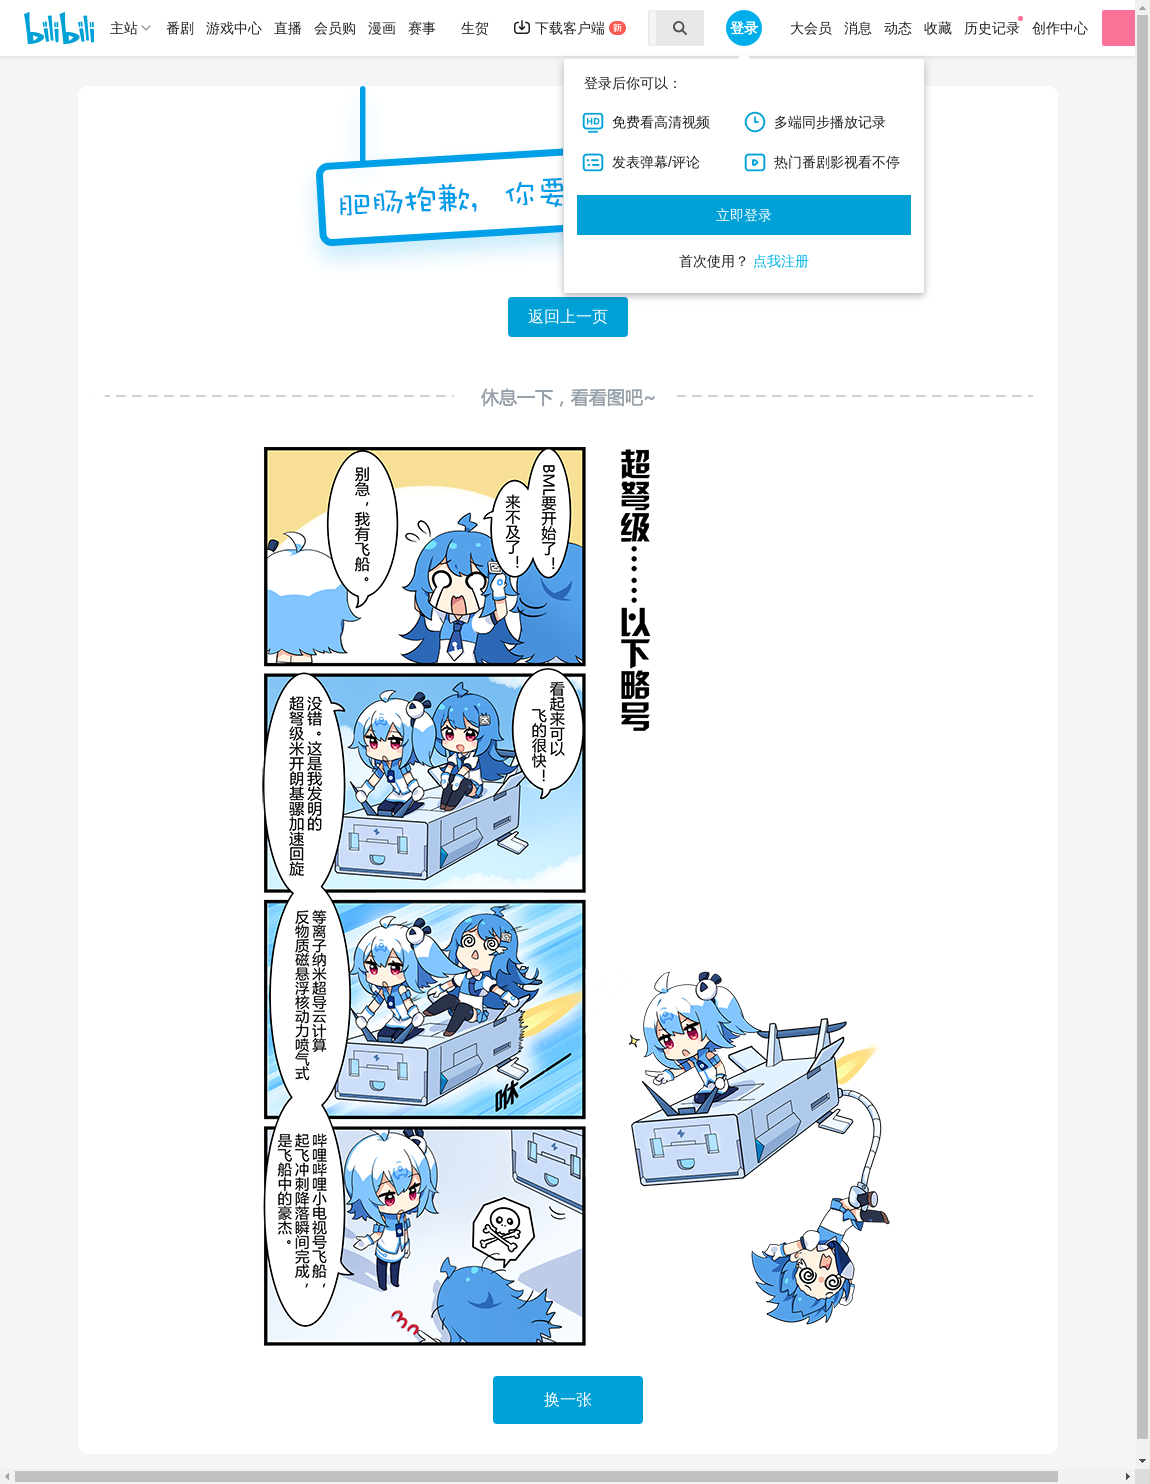 bilibili
主站 番剧 游戏中心 直播 会员购 漫画 赛事 生贺 下载客户端 新 登录 大会员 消息 动态 收藏 历史记录 创作中心
登录后你可以：
HD 免费看高清视频 多端同步播放记录
发表弹幕/评论 热门番剧影视看不停
立即登录
首次使用？ 点我注册
肥肠抱歉，你要
返回上一页
休息一下，看看图吧~
超弩级……以下略号
BML要开始了！
来不及了！
别急，我有飞船。
看起来可以
飞的很快！
没错。这是我发明的
超弩级米开朗基骡加速回旋
等离子纳米超导云计算
反物质磁悬浮核动力喷气式
咻
哔哩哔哩小电视号飞船，
起飞冲刺降落瞬间完成，
是飞船中的豪杰。
换一张